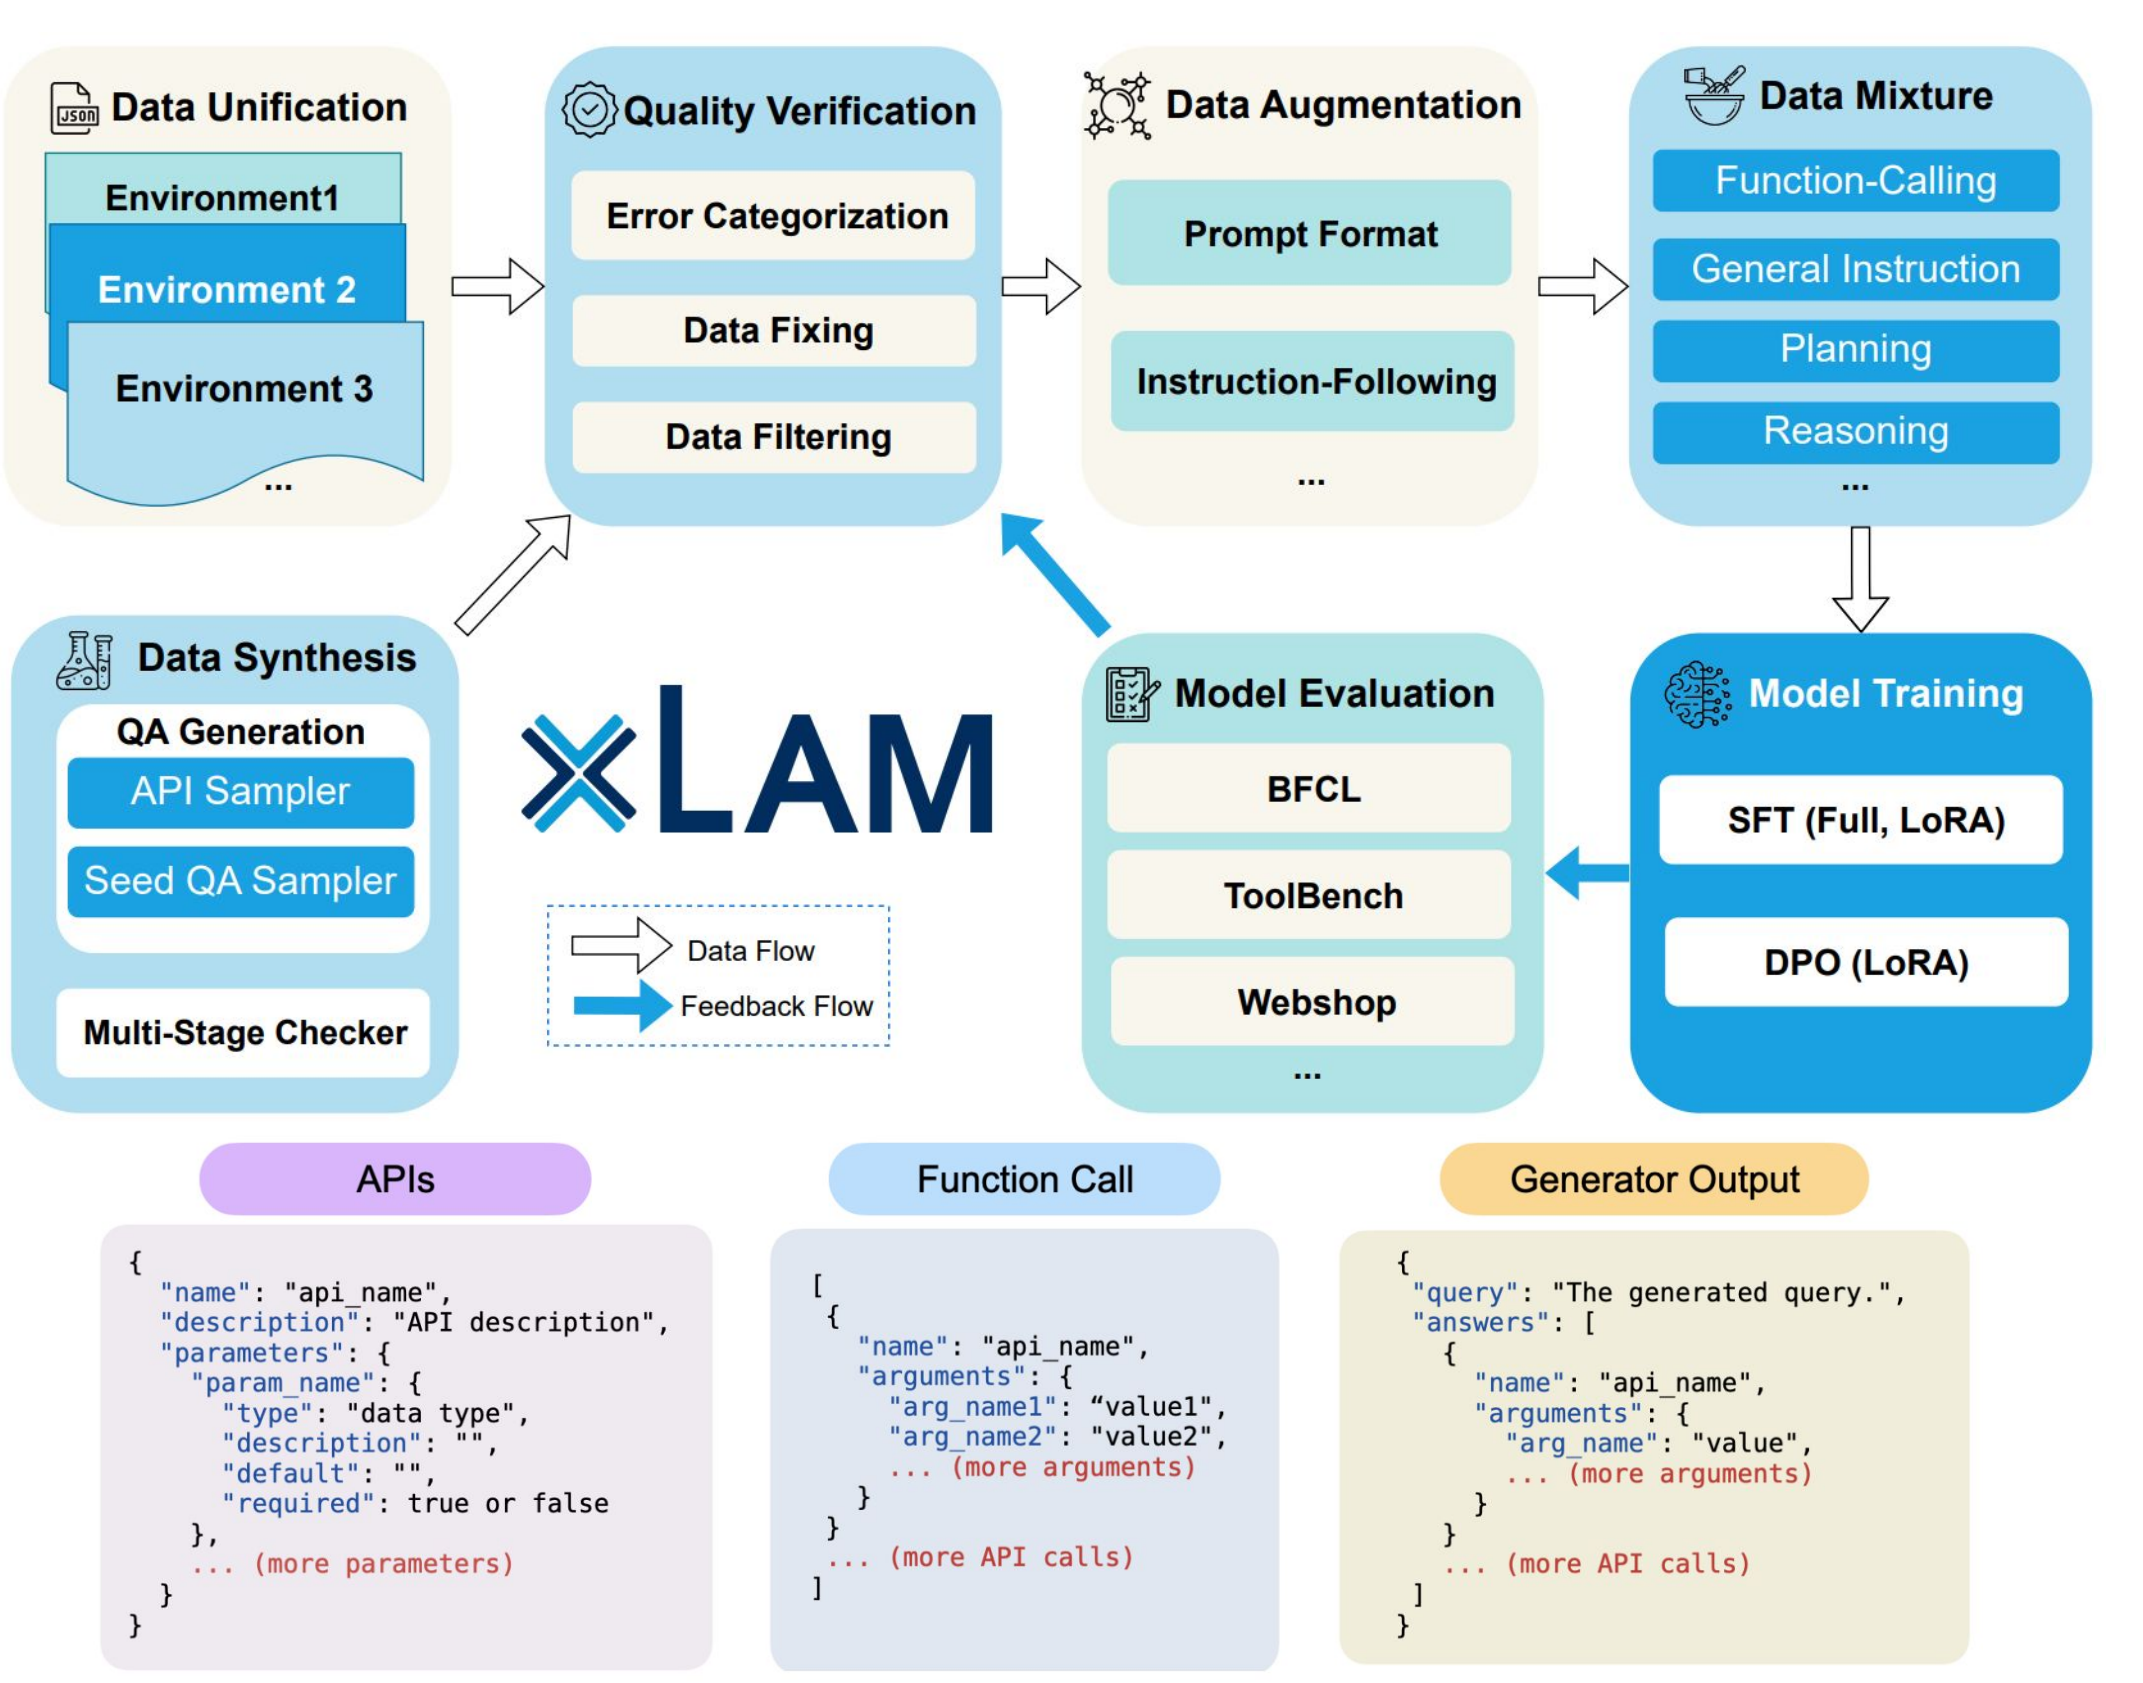 JSON
Data Unification
Environment1
Environment 2
Environment 3
...
Quality Verification
Error Categorization
Data Fixing
Data Filtering
Data Augmentation
Prompt Format
Instruction-Following
...
Data Mixture
Function-Calling
General Instruction
Planning
Reasoning
...
Data Synthesis
QA Generation
API Sampler
Seed QA Sampler
Multi-Stage Checker
xLAM
Data Flow
Feedback Flow
Model Evaluation
BFCL
ToolBench
Webshop
...
Model Training
SFT (Full, LoRA)
DPO (LoRA)
APIs
{
"name": "api_name",
"description": "API description",
"parameters": {
"param_name": {
"type": "data type",
"description": "",
"default": "",
"required": true or false
},
... (more parameters)
}
}
Function Call
[
{
"name": "api_name",
"arguments": {
"arg_name1": “value1",
"arg_name2": "value2",
... (more arguments)
}
}
... (more API calls)
]
Generator Output
{
"query": "The generated query.",
"answers": [
{
"name": "api_name",
"arguments": {
"arg_name": "value",
... (more arguments)
}
}
... (more API calls)
]
}